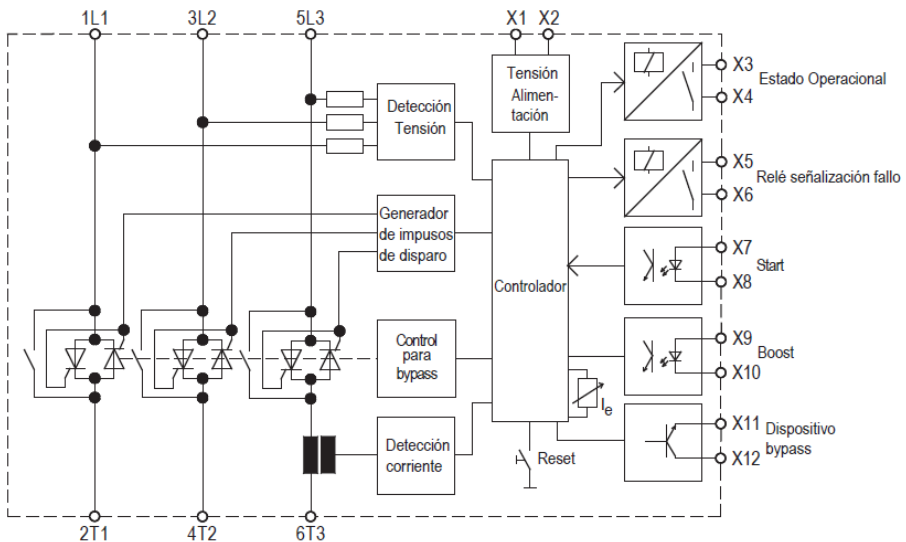 1L1
3L2
5L3
X1
X2
Tensión
Alimen-
tación
X3
Estado Operacional
X4
Detección
Tensión
X5
Relé señalización fallo
X6
Generador
de impusos
de disparo
X7
Start
X8
Controlador
Control
para
bypass
X9
Boost
X10
Ie
Detección
corriente
Reset
X11
Dispositivo
bypass
X12
2T1
4T2
6T3